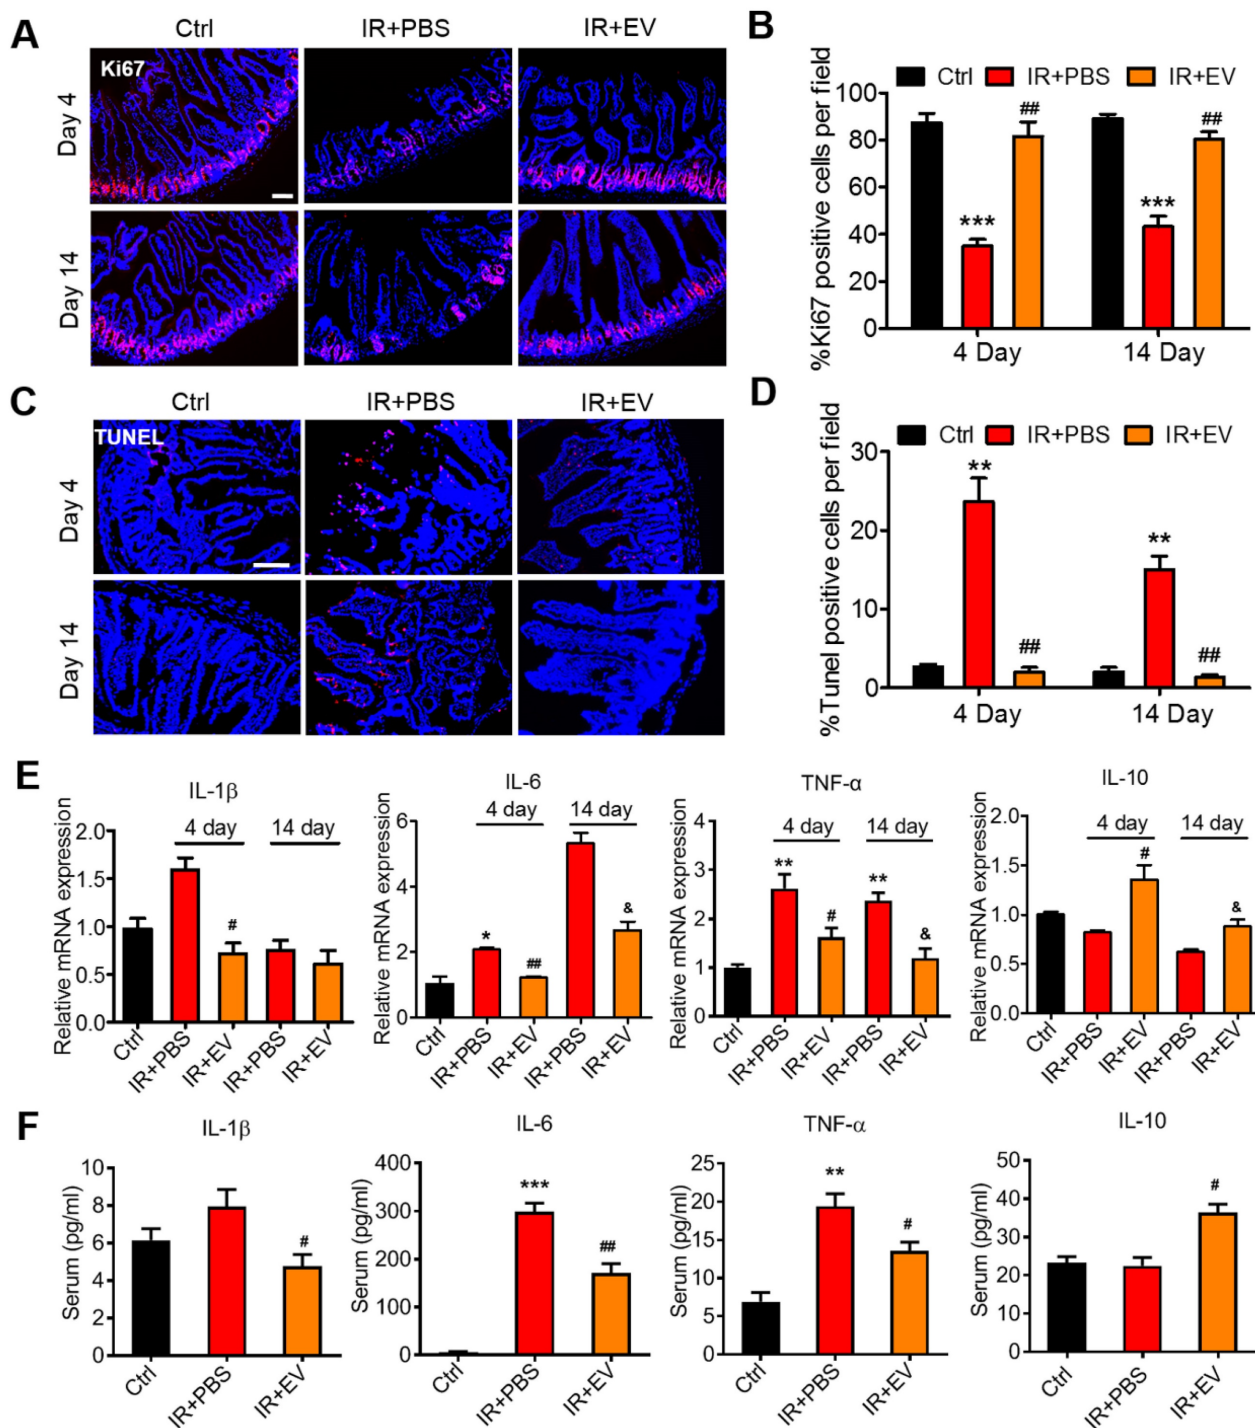 A
Ctrl
IR+PBS
IR+EV
Ki67
Day 4
Day 14
B
Ctrl IR+PBS IR+EV
%Ki67 positive cells per field
100
80
60
40
20
0
***
##
***
##
4 Day
14 Day
C
Ctrl
IR+PBS
IR+EV
TUNEL
Day 4
Day 14
D
Ctrl IR+PBS IR+EV
%Tunel positive cells per field
30
20
10
0
**
##
**
##
4 Day
14 Day
E
IL-1β
Relative mRNA expression
2.0
1.5
1.0
0.5
0.0
4 day
14 day
#
Ctrl
IR+PBS
IR+EV
IR+PBS
IR+EV
IL-6
Relative mRNA expression
6
4
2
0
4 day
14 day
*
##
&
Ctrl
IR+PBS
IR+EV
IR+PBS
IR+EV
TNF-α
Relative mRNA expression
4
3
2
1
0
4 day
14 day
**
#
**
&
Ctrl
IR+PBS
IR+EV
IR+PBS
IR+EV
IL-10
Relative mRNA expression
2.0
1.5
1.0
0.5
0.0
4 day
14 day
#
&
Ctrl
IR+PBS
IR+EV
IR+PBS
IR+EV
F
IL-1β
Serum (pg/ml)
10
8
6
4
2
0
#
Ctrl
IR+PBS
IR+EV
IL-6
Serum (pg/ml)
400
300
200
100
0
***
##
Ctrl
IR+PBS
IR+EV
TNF-α
Serum (pg/ml)
25
20
15
10
5
0
**
#
Ctrl
IR+PBS
IR+EV
IL-10
Serum (pg/ml)
50
40
30
20
10
0
#
Ctrl
IR+PBS
IR+EV